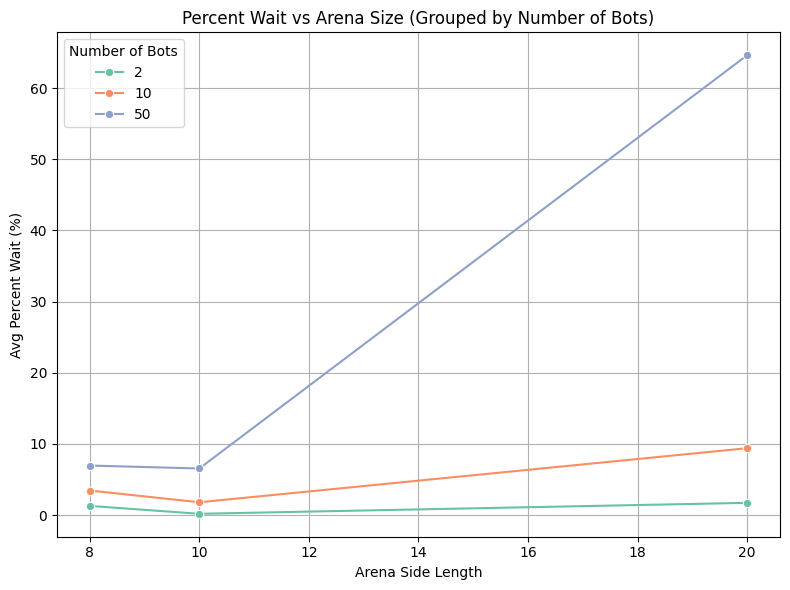 Percent Wait vs Arena Size (Grouped by Number of Bots)
Number of Bots
2
10
50
Avg Percent Wait (%)
60
50
40
30
20
10
0
8 10 12 14 16 18 20
Arena Side Length